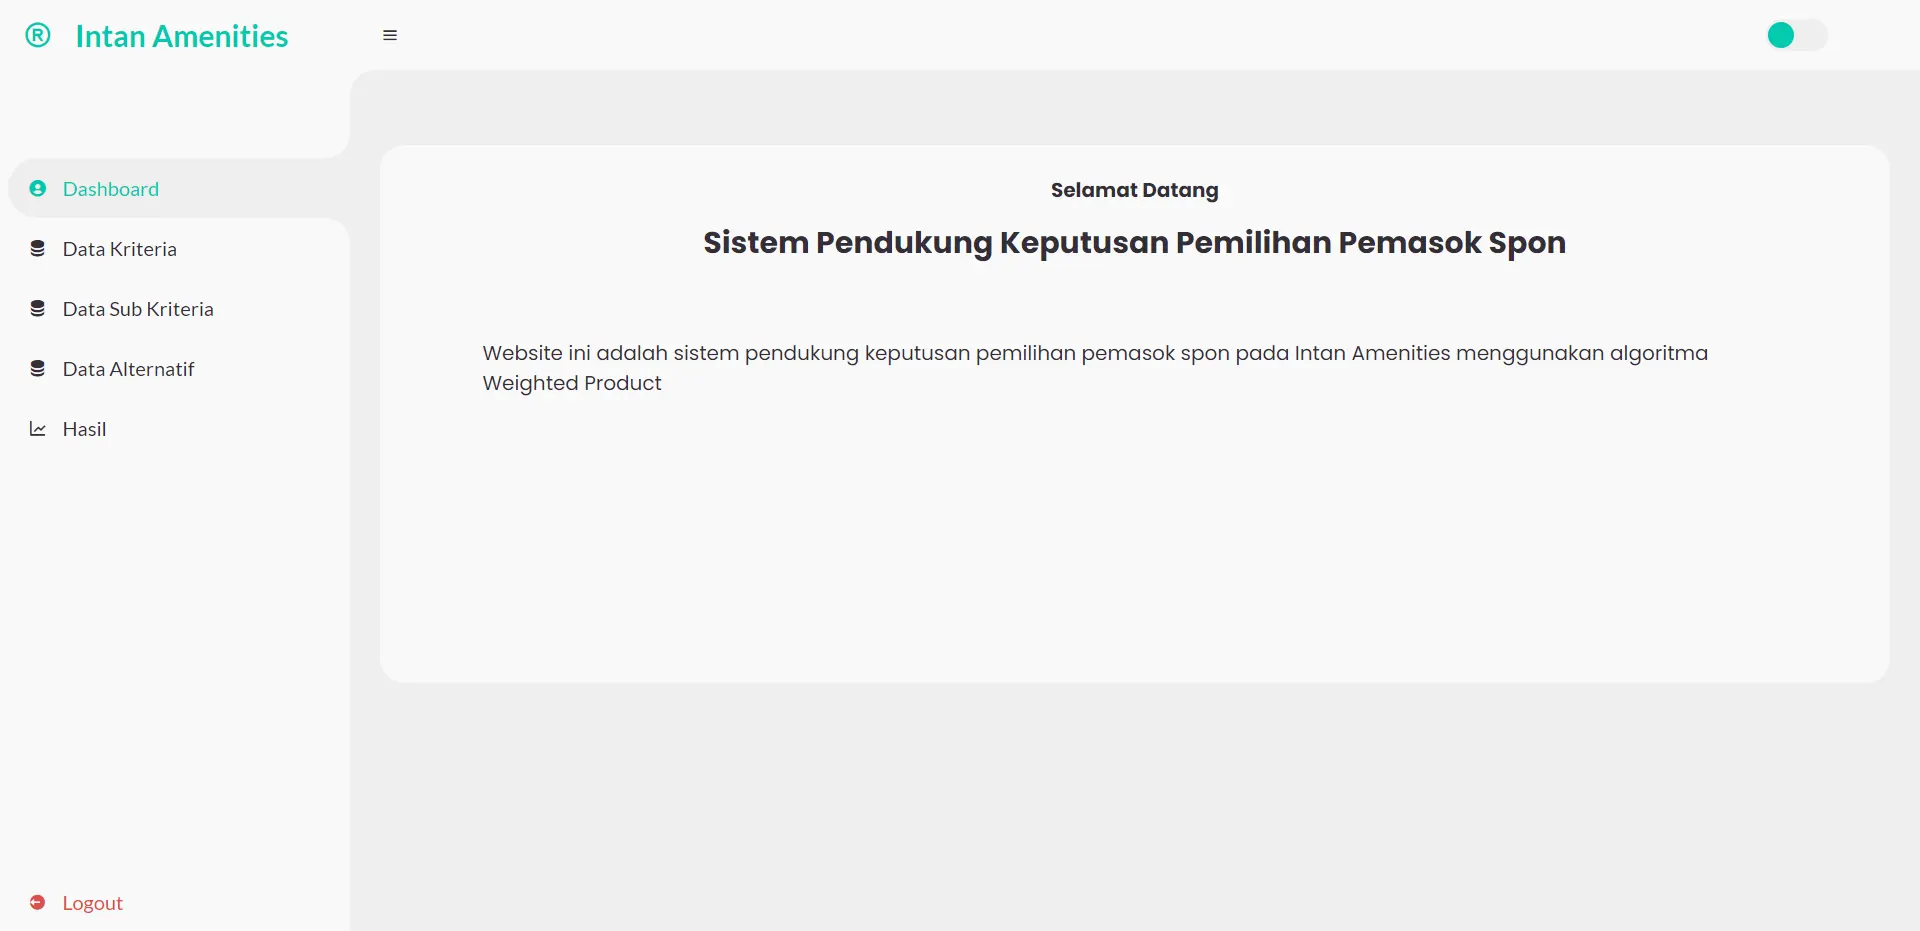 ® Intan Amenities
Dashboard
Data Kriteria
Data Sub Kriteria
Data Alternatif
Hasil
Logout
Selamat Datang
Sistem Pendukung Keputusan Pemilihan Pemasok Spon
Website ini adalah sistem pendukung keputusan pemilihan pemasok spon pada Intan Amenities menggunakan algoritma
Weighted Product